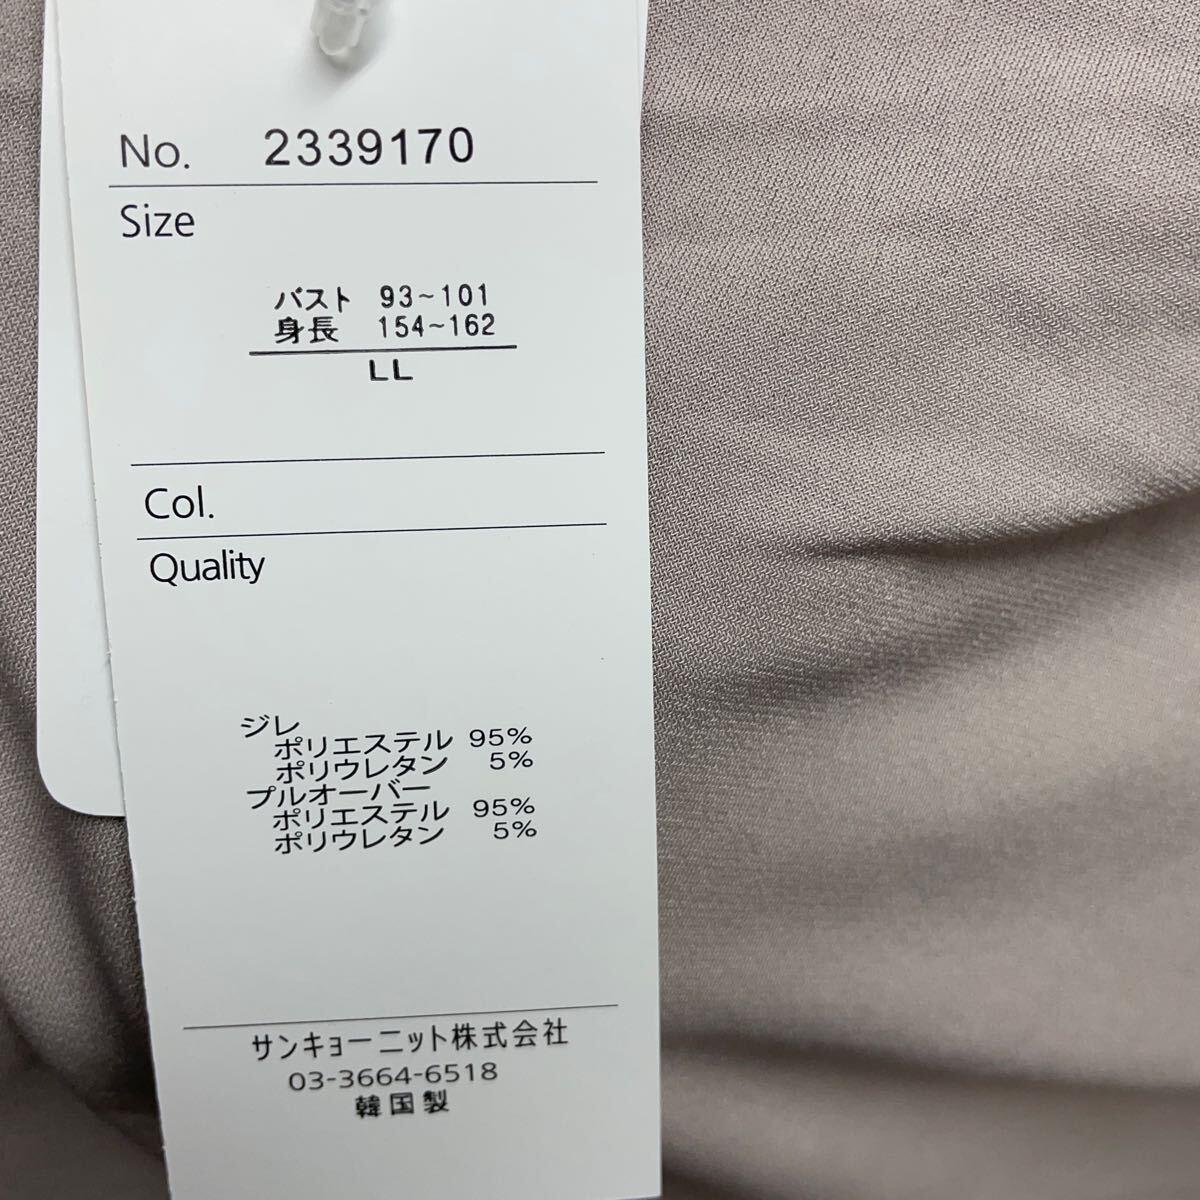 No. 2339170
Size
バスト 93~101
身長 154~162
LL
Col.
Quality
ジレ
ポリエステル 95%
ポリウレタン 5%
プルオーバー
ポリエステル 95%
ポリウレタン 5%
サンキョーニット株式会社
03-3664-6518
韓国製